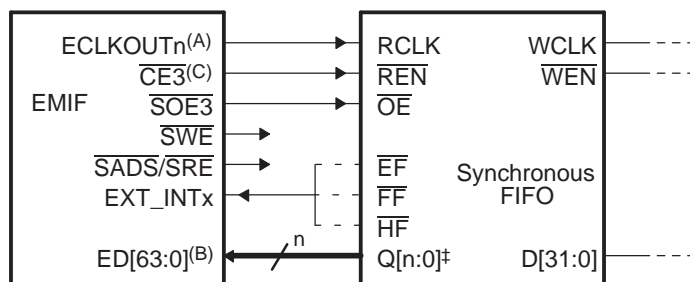 ECLKOUTn(A)
CE3(C)
EMIF
SOE3
SWE
SADS/SRE
EXT_INTx
ED[63:0](B)
n
RCLK
WCLK
REN
WEN
OE
EF
Synchronous
FIFO
FF
HF
Q[n:0]‡
D[31:0]